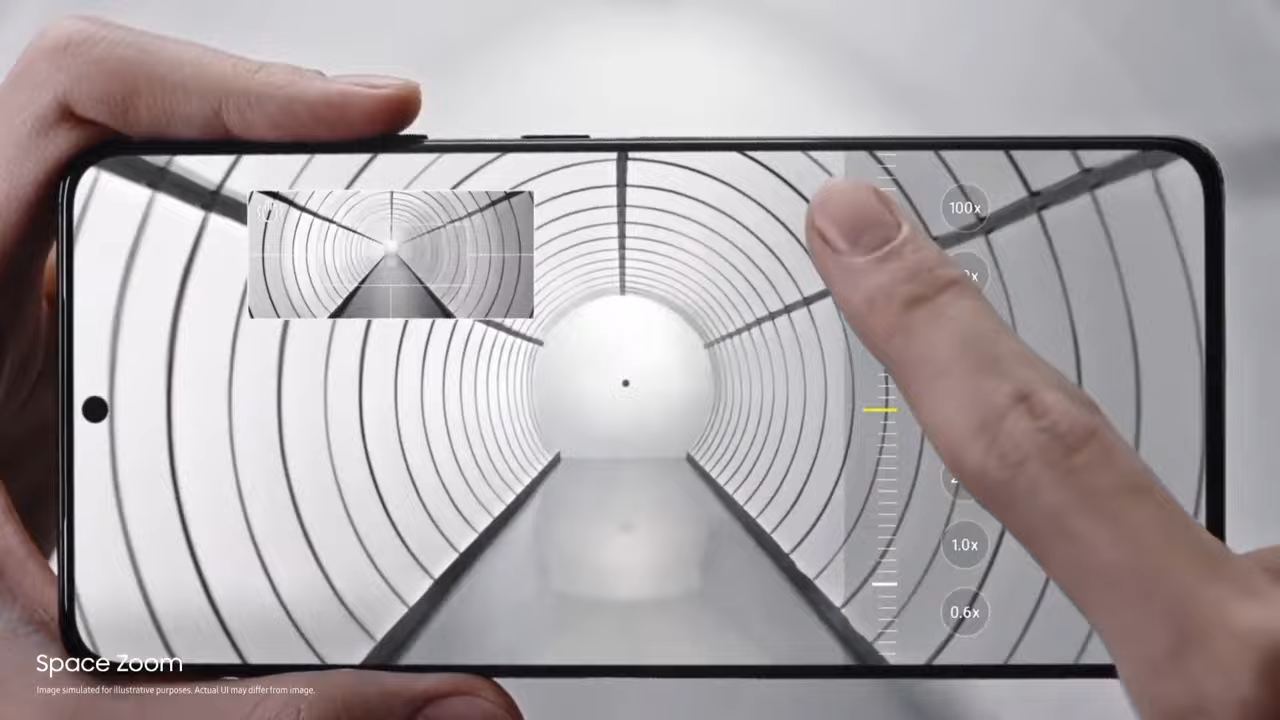 100x
1.0x
0.6x
Space Zoom
Image simulated for illustrative purposes. Actual UI may differ from image.